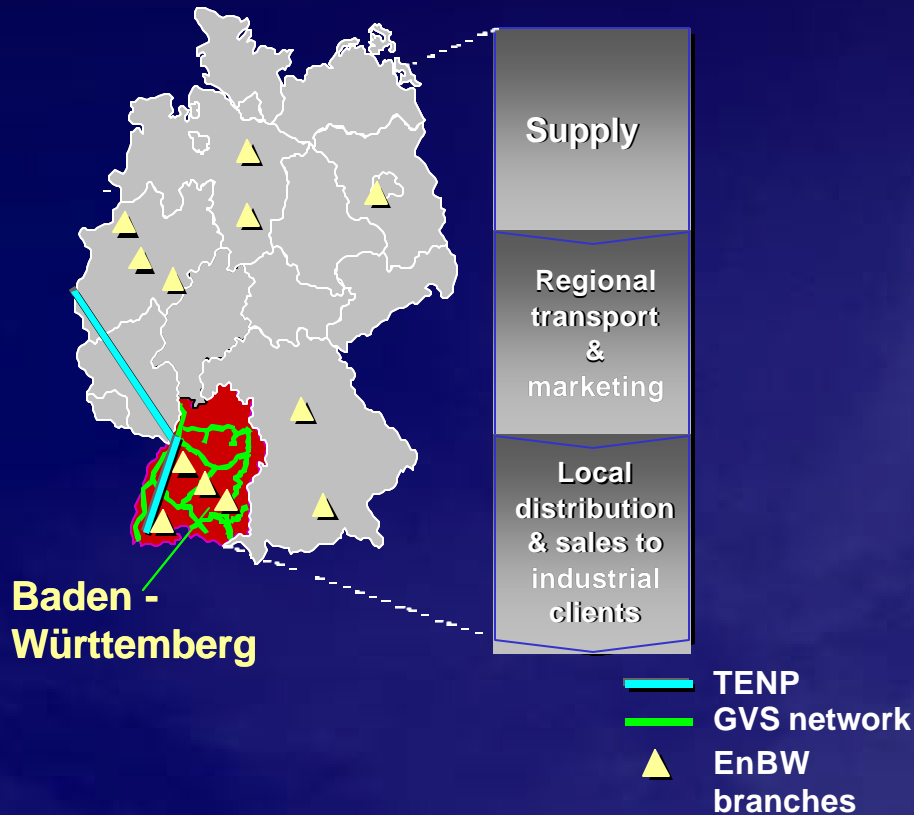 Supply
Regional
transport
&
marketing
Local
distribution
& sales to
industrial
clients
Baden -
Württemberg
TENP
GVS network
EnBW
branches